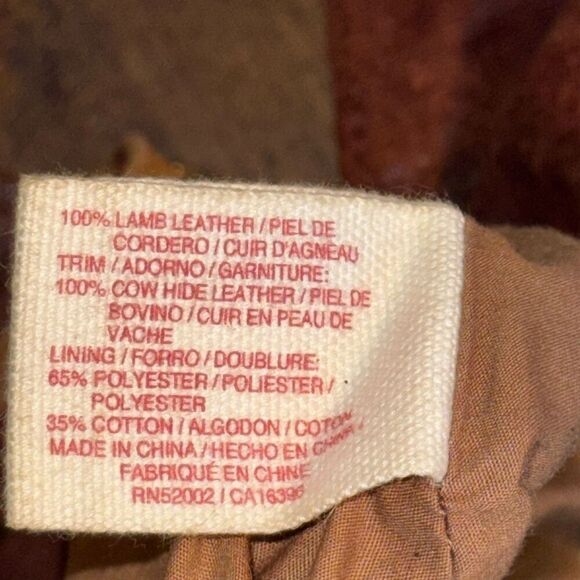 100% LAMB LEATHER / PIEL DE
CORDERO / CUIR D'AGNEAU
TRIM / ADORNO / GARNITURE:
100% COW HIDE LEATHER / PIEL DE
BOVINO / CUIR EN PEAU DE
VACHE
LINING / FORRO / DOUBLURE:
65% POLYESTER / POLIESTER /
POLYESTER
35% COTTON / ALGODON / COTON
MADE IN CHINA / HECHO EN CHINA /
FABRIQUÉ EN CHINE
RN52002 / CA16396